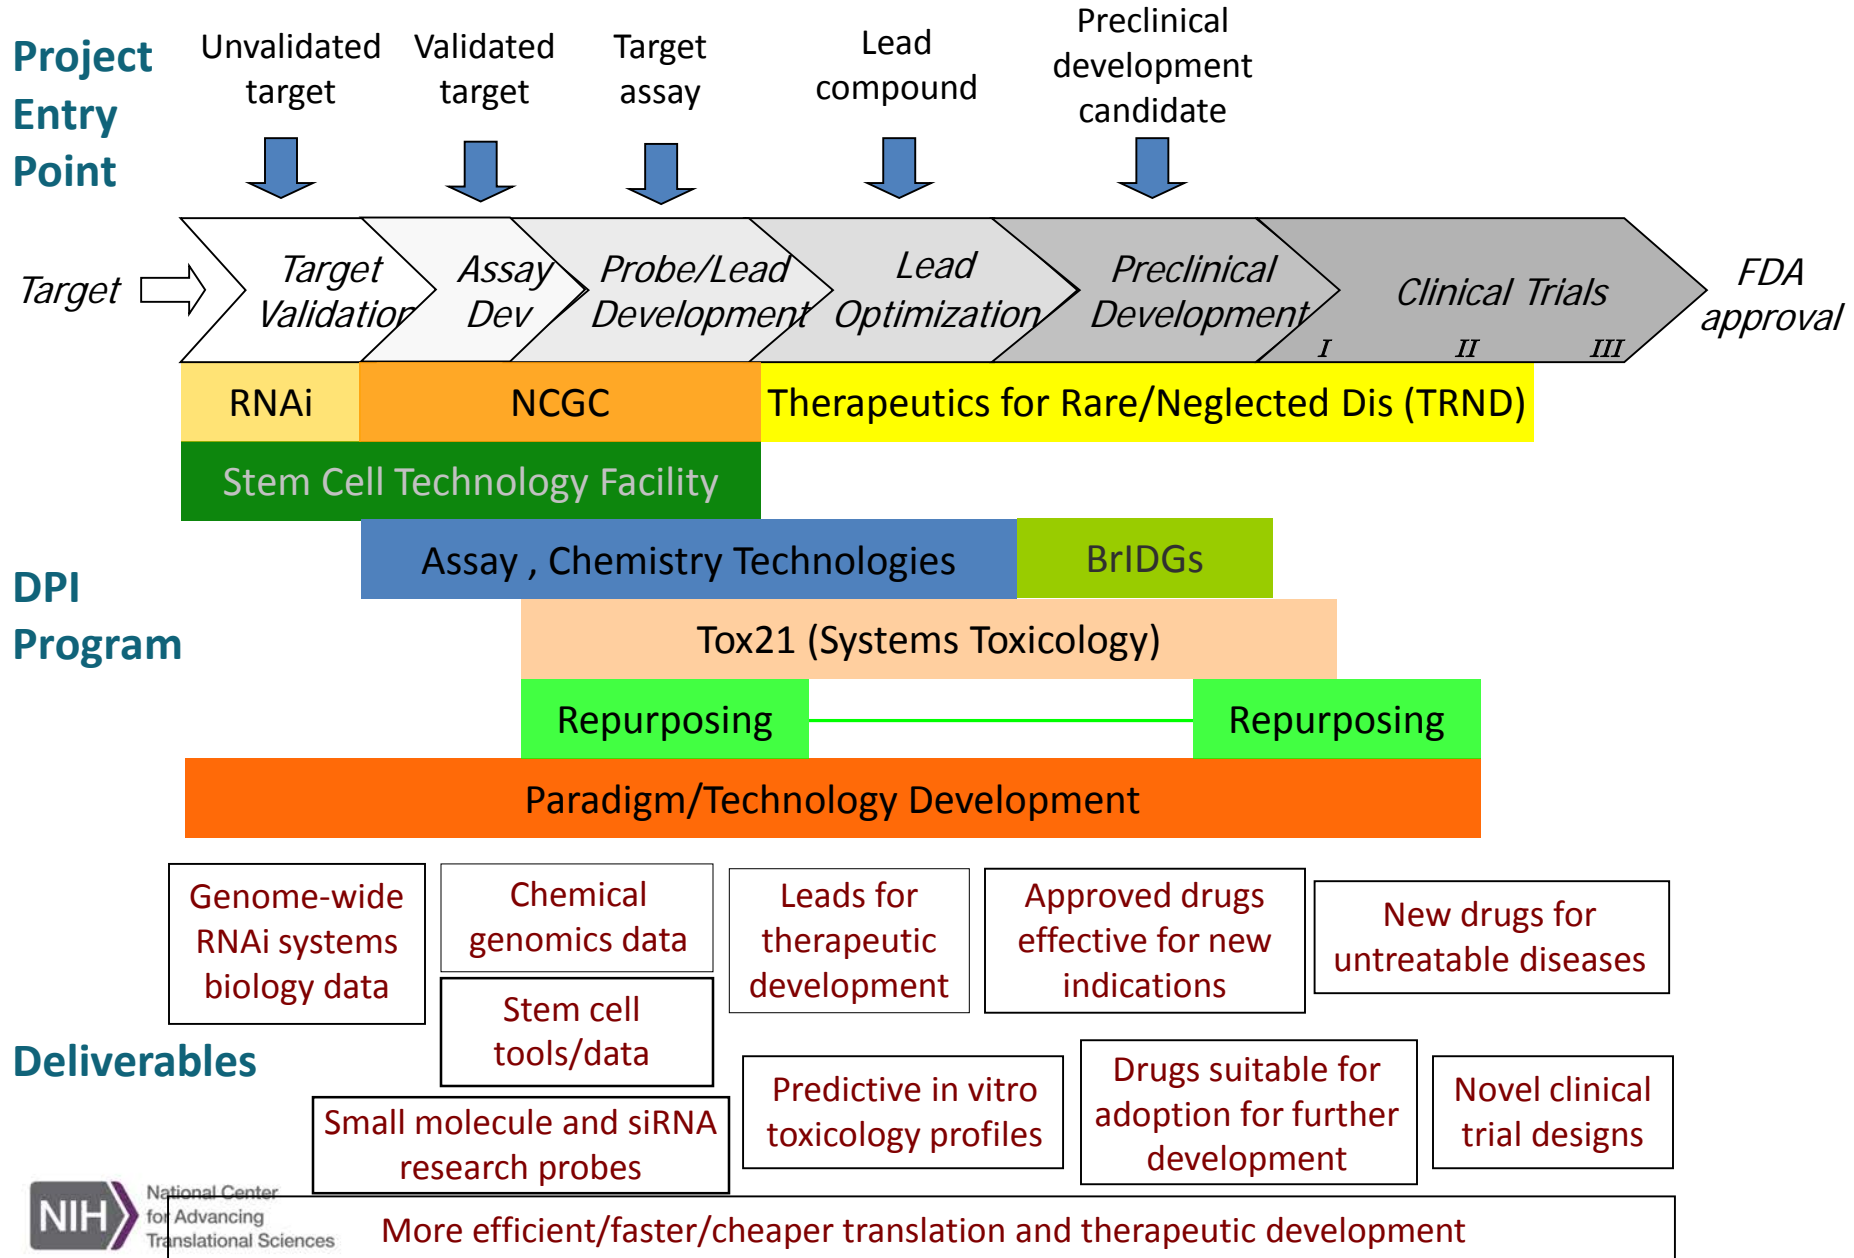 Project
Entry
Point
Unvalidated
target
Validated
target
Target
assay
Lead
compound
Preclinical
development
candidate
Target
Target
Validation
Assay
Dev
Probe/Lead
Development
Lead
Optimization
Preclinical
Development
Clinical Trials
I
II
III
FDA
approval
RNAi
NCGC
Therapeutics for Rare/Neglected Dis (TRND)
Stem Cell Technology Facility
DPI
Program
Assay , Chemistry Technologies
BrIDGs
Tox21 (Systems Toxicology)
Repurposing
Repurposing
Paradigm/Technology Development
Deliverables
Genome-wide
RNAi systems
biology data
Chemical
genomics data
Leads for
therapeutic
development
Approved drugs
effective for new
indications
New drugs for
untreatable diseases
Stem cell
tools/data
Small molecule and siRNA
research probes
Predictive in vitro
toxicology profiles
Drugs suitable for
adoption for further
development
Novel clinical
trial designs
NIH
National Center
for Advancing
Translational Sciences
More efficient/faster/cheaper translation and therapeutic development